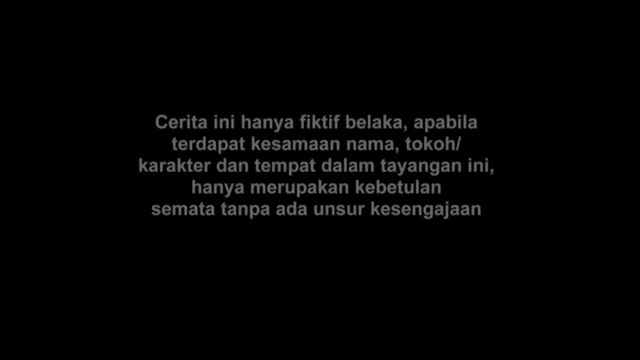 Cerita ini hanya fiktif belaka, apabila
terdapat kesamaan nama, tokoh/
karakter dan tempat dalam tayangan ini,
hanya merupakan kebetulan
semata tanpa ada unsur kesengajaan